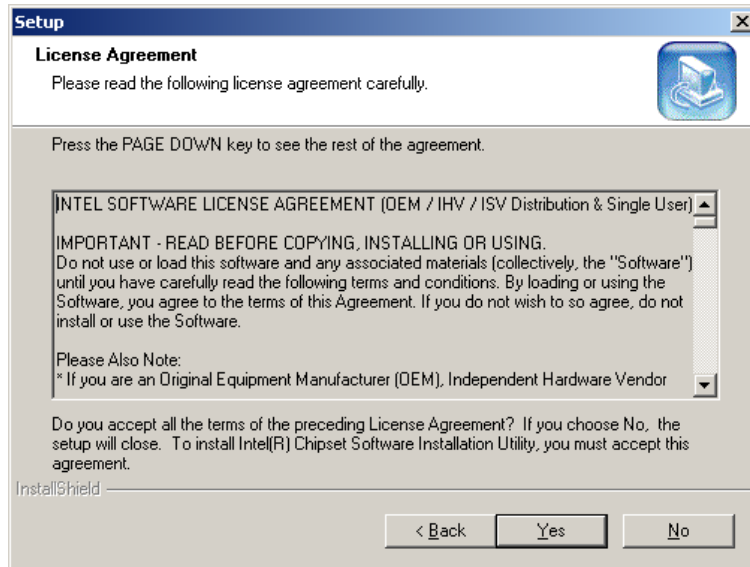 Setup
License Agreement
Please read the following license agreement carefully.
Press the PAGE DOWN key to see the rest of the agreement.
INTEL SOFTWARE LICENSE AGREEMENT (OEM / IHV / ISV Distribution & Single User)
IMPORTANT - READ BEFORE COPYING, INSTALLING OR USING.
Do not use or load this software and any associated materials (collectively, the "Software")
until you have carefully read the following terms and conditions. By loading or using the
Software, you agree to the terms of this Agreement. If you do not wish to so agree, do not
install or use the Software.
Please Also Note:
* If you are an Original Equipment Manufacturer (OEM), Independent Hardware Vendor
Do you accept all the terms of the preceding License Agreement?  If you choose No,  the
setup will close.  To install Intel(R) Chipset Software Installation Utility, you must accept this
agreement.
InstallShield
< Back Yes No